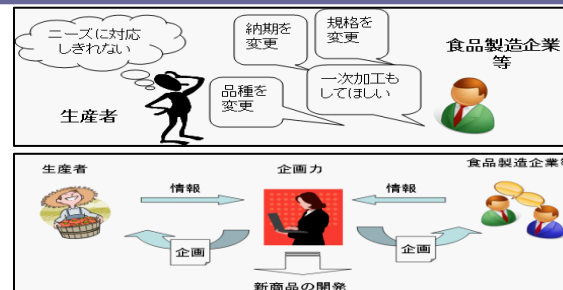 ニーズに対応
しきれない
納期を
変更
規格を
変更
食品製造企業
等
品種を
変更
一次加工も
してほしい
生産者
生産者
企画力
食品製造企業等
情報
情報
企画
企画
新商品の開発